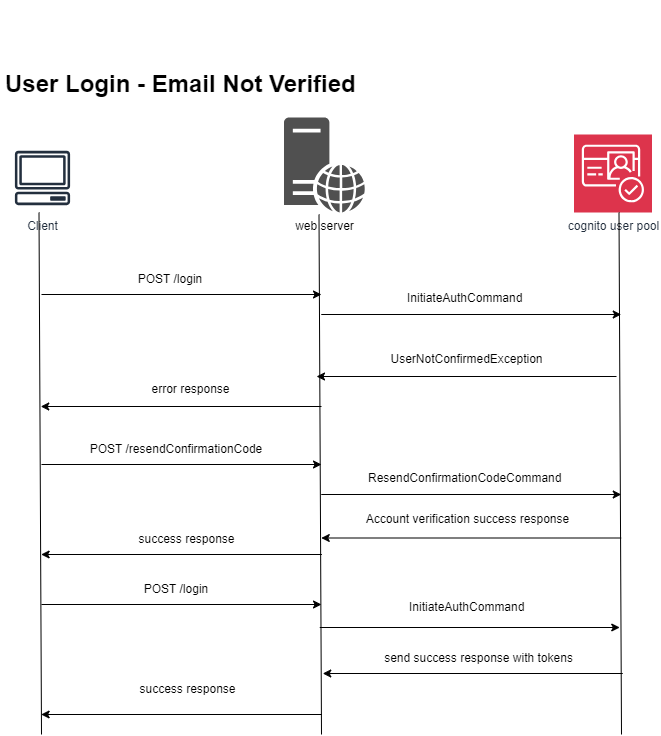 User Login - Email Not Verified
Client
web server
cognito user pool
POST /login
InitiateAuthCommand
UserNotConfirmedException
error response
POST /resendConfirmationCode
ResendConfirmationCodeCommand
Account verification success response
success response
POST /login
InitiateAuthCommand
send success response with tokens
success response